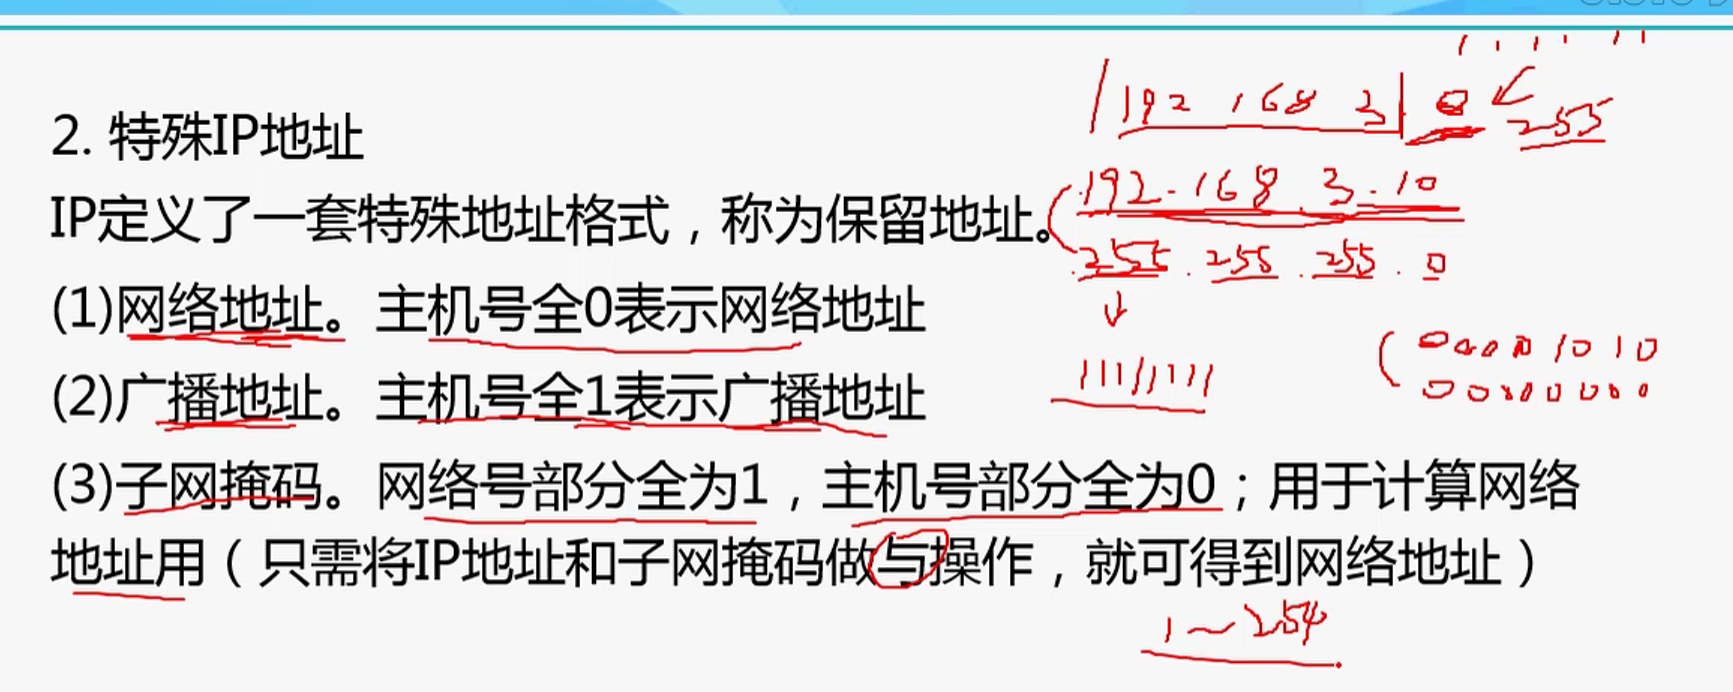 192 168 3 0 255
2. 特殊IP地址
192.168 3.10
IP定义了一套特殊地址格式，称为保留地址。
255.255.255.0
(1)网络地址。主机号全0表示网络地址
00001010
11111111
00000000
(2)广播地址。主机号全1表示广播地址
(3)子网掩码。网络号部分全为1，主机号部分全为0；用于计算网络
地址用（只需将IP地址和子网掩码做与操作，就可得到网络地址）
1~254